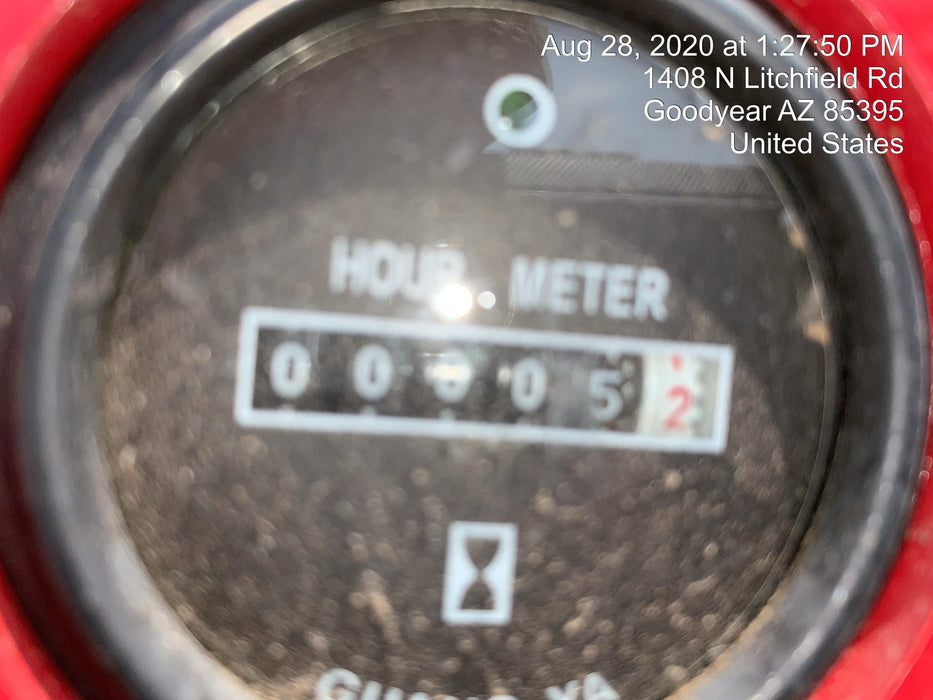 Aug 28, 2020 at 1:27:50 PM
1408 N Litchfield Rd
Goodyear AZ 85395
United States
HOUR METER
0 0 0 0 5 2